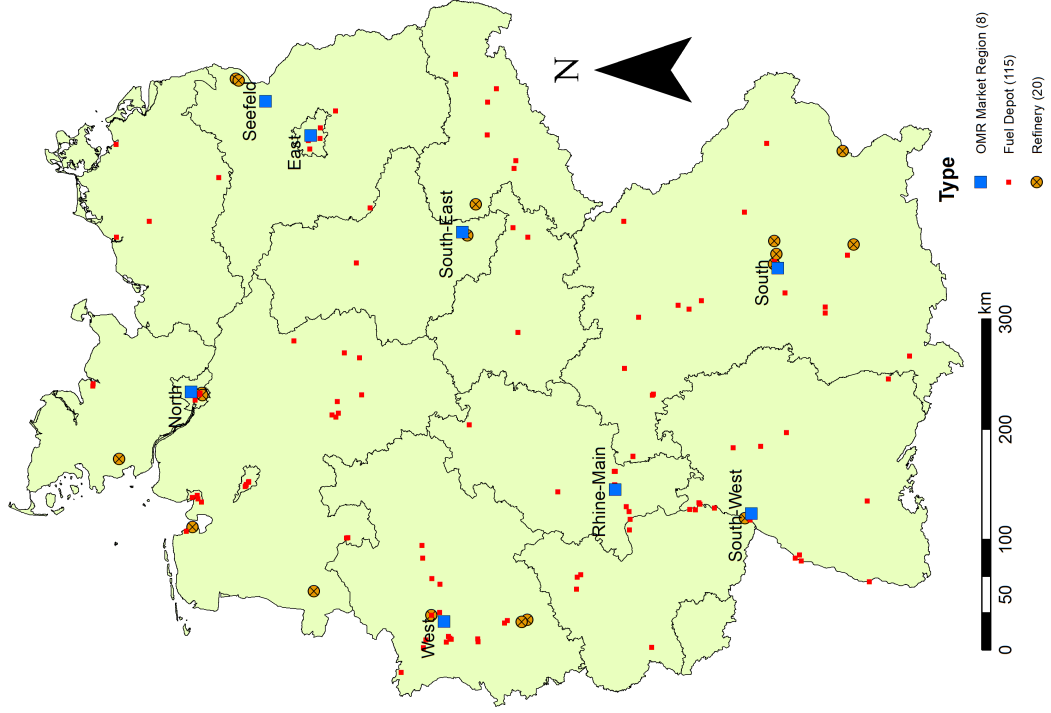 N
Seefeld
East
North
South-East
West
Rhine-Main
South
South-West
0
50
100
200
300
km
Type
OMR Market Region (8)
Fuel Depot (115)
Refinery (20)